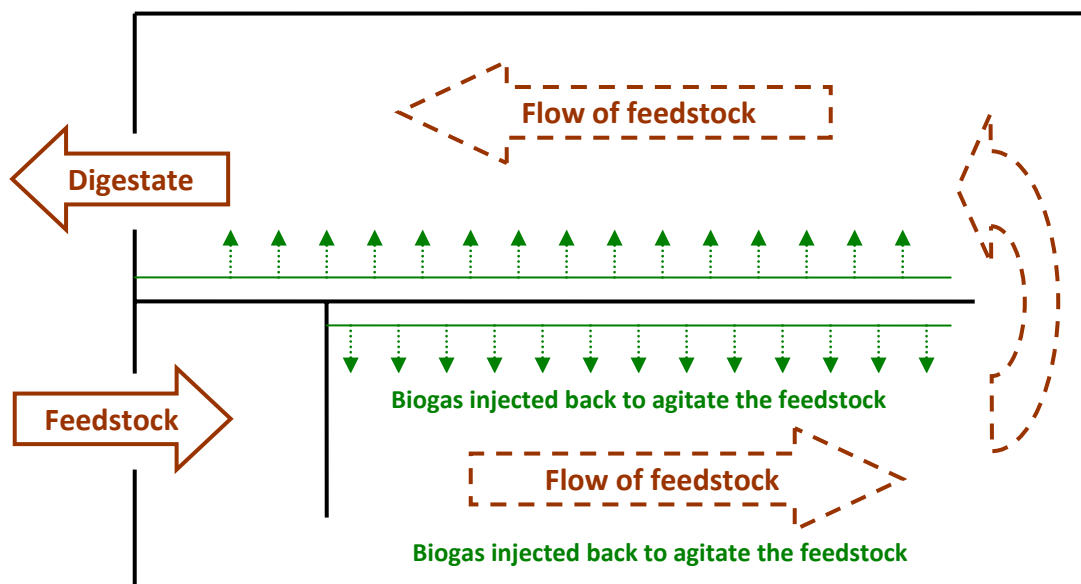 Flow of feedstock
Digestate
Biogas injected back to agitate the feedstock
Feedstock
Flow of feedstock
Biogas injected back to agitate the feedstock